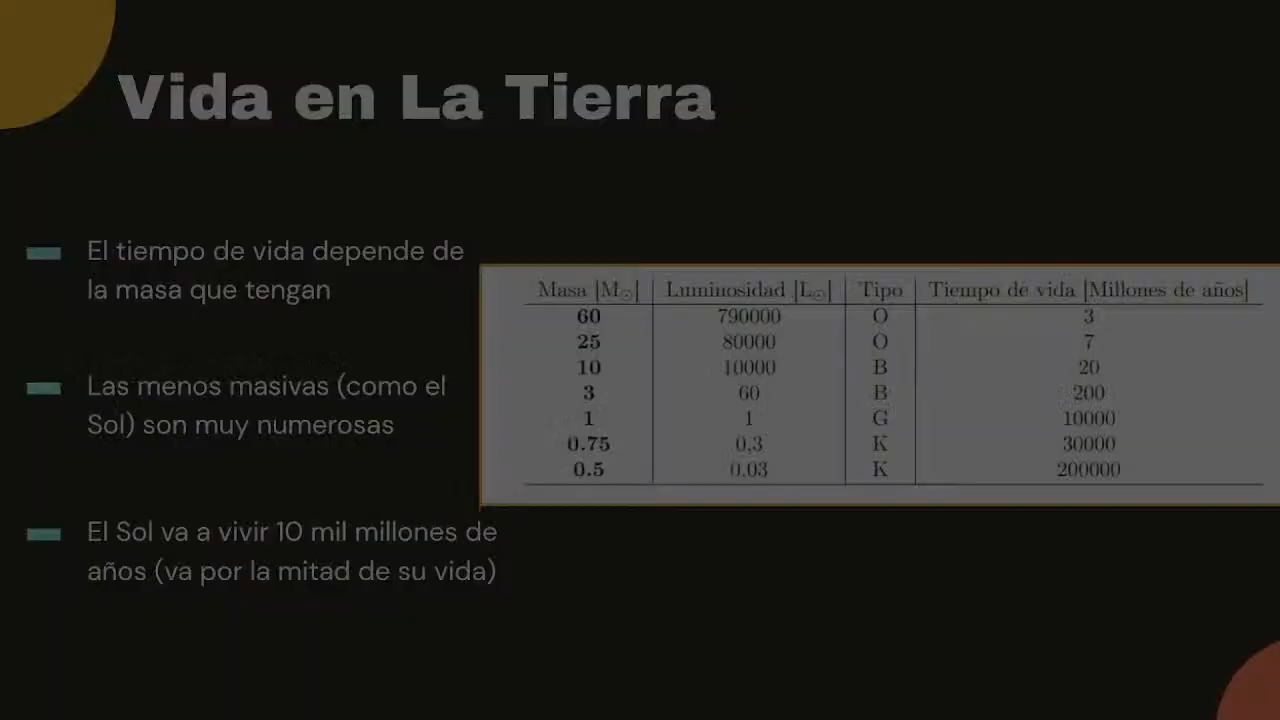 Vida en La Tierra
El tiempo de vida depende de
la masa que tengan
Las menos masivas (como el
Sol) son muy numerosas
El Sol va a vivir 10 mil millones de
años (va por la mitad de su vida)
Masa [M☉] Luminosidad [L☉] Tipo Tiempo de vida [Millones de años]
60 790000 O 3
25 80000 O 7
10 10000 B 20
3 60 B 200
1 1 G 10000
0.75 0,3 K 30000
0.5 0,03 K 200000